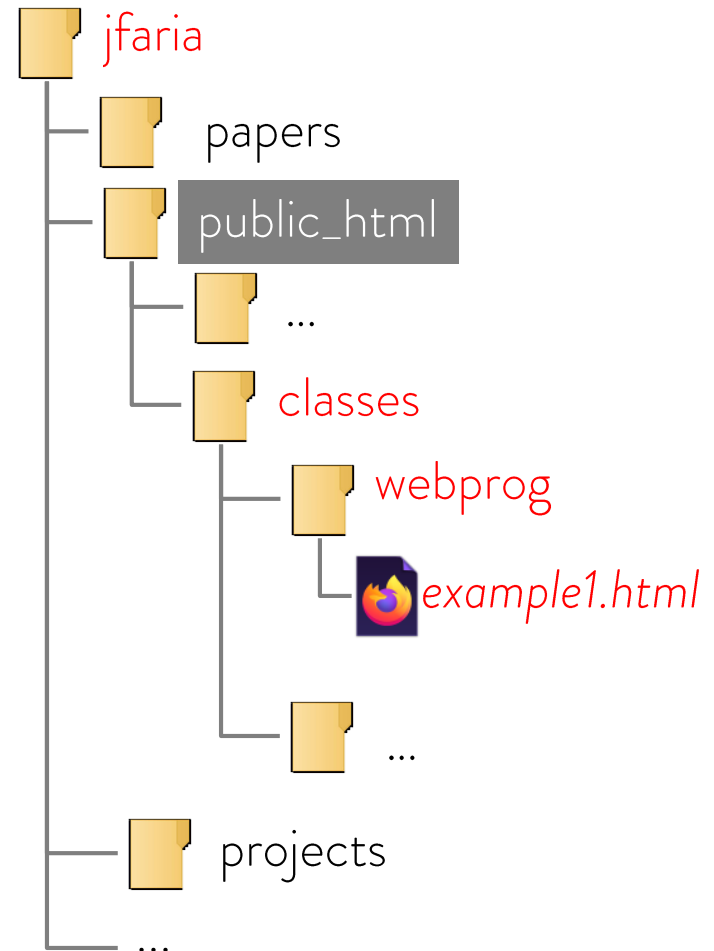 jfaria
papers
public_html
...
classes
webprog
example1.html
...
projects
...